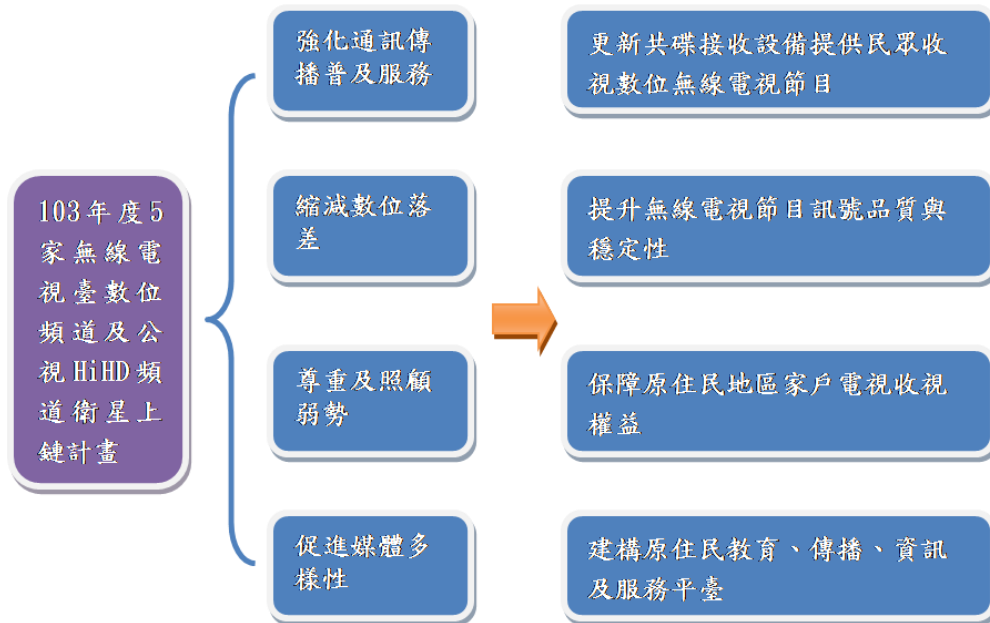 103年度5
家無線電
視臺數位
頻道及公
視HiHD頻
道衛星上
鏈計畫
強化通訊傳
播普及服務
縮減數位落
差
尊重及照顧
弱勢
促進媒體多
樣性
更新共碟接收設備提供民眾收
視數位無線電視節目
提升無線電視節目訊號品質與
穩定性
保障原住民地區家戶電視收視
權益
建構原住民教育、傳播、資訊
及服務平臺